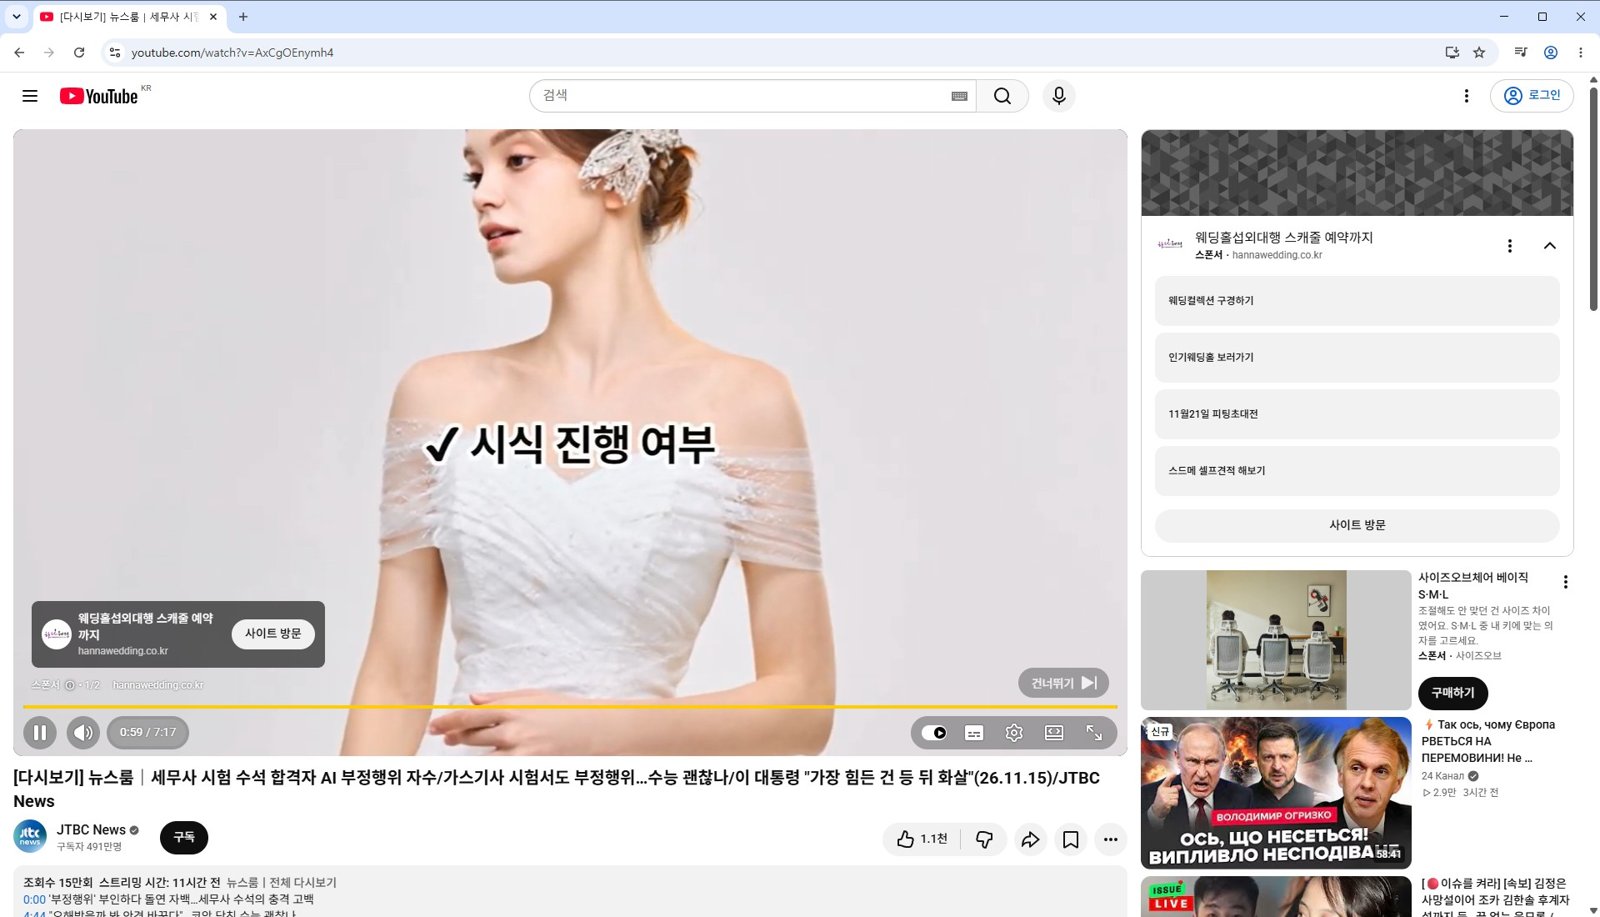 [다시보기] 뉴스룸 | 세무사 시
youtube.com/watch?v=AxCgOEnymh4
YouTube KR
검색
로그인
✓ 시식 진행 여부
웨딩홀섭외대행 스캐줄 예약
까지
hannawedding.co.kr
사이트 방문
스폰서 · 1/2 · hannawedding.co.kr
건너뛰기
0:59 / 7:17
[다시보기] 뉴스룸｜세무사 시험 수석 합격자 AI 부정행위 자수/가스기사 시험서도 부정행위…수능 괜찮나/이 대통령 "가장 힘든 건 등 뒤 화살"(26.11.15)/JTBC
News
jtbc
news
JTBC News
구독자 491만명
구독
1.1천
조회수 15만회 스트리밍 시간: 11시간 전 뉴스룸 | 전체 다시보기
0:00 '부정행위' 부인하다 돌연 자백…세무사 수석의 충격 고백
웨딩홀섭외대행 스캐줄 예약까지
스폰서 · hannawedding.co.kr
웨딩컬렉션 구경하기
인기웨딩홀 보러가기
11월21일 피팅초대전
스드메 셀프견적 해보기
사이트 방문
사이즈오브체어 베이직
S·M·L
조절해도 안 맞던 건 사이즈 차이
였어요. S·M·L 중 내 키에 맞는 의
자를 고르세요.
스폰서 · 사이즈오브
구매하기
신규
ВОЛОДИМИР ОГРИЗКО
ОСЬ, ЩО НЕСЕТЬСЯ!
ВИПЛИВЛО НЕСПОДІВА
58:41
⚡ Так ось, чому Європа
РВЕТЬСЯ НА
ПЕРЕМОВИНИ! Не ...
24 Канал
2.9만 3시간 전
ISSUE
LIVE
[🔴이슈를 켜라] [속보] 김정은
사망설이어 조카 김한솔 후계자